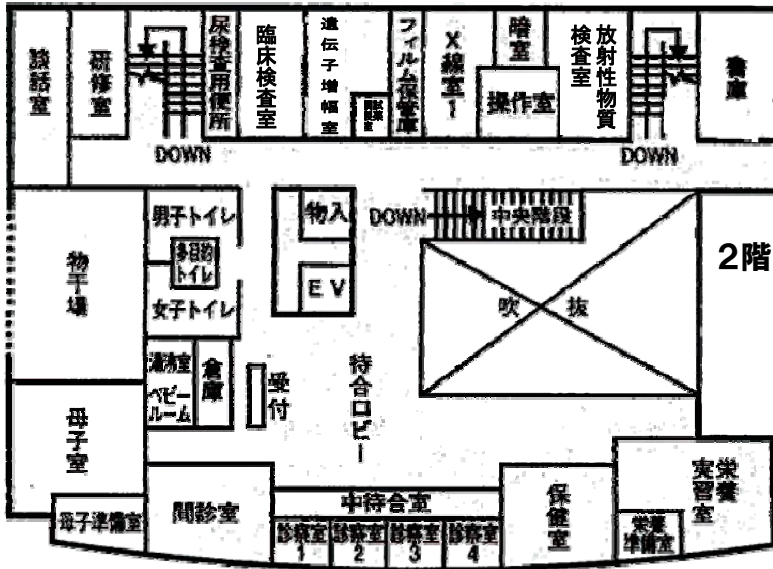 談話室
研修室
尿検査用便所
臨床検査室
遺伝子増幅室
フィルム保管庫
X線室1
暗室
操作室
放射性物質
検査室
書庫
DOWN
DOWN
物干場
男子トイレ
多目的
トイレ
女子トイレ
物入
EV
DOWN
中央階段
吹抜
2階
ベビー
ルーム
倉庫
受付
待合ロビー
母子室
母子準備室
問診室
中待合室
診察室
1
診察室
2
診察室
3
診察室
4
保健室
栄養
実習室
栄養
準備室